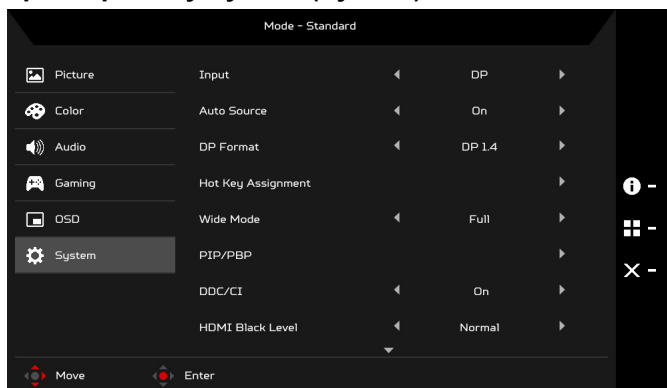 Mode - Standard
Picture
Input DP
Color
Auto Source On
Audio
DP Format DP 1.4
Gaming
Hot Key Assignment
OSD
Wide Mode Full
System
PIP/PBP
DDC/CI On
HDMI Black Level Normal
Move Enter